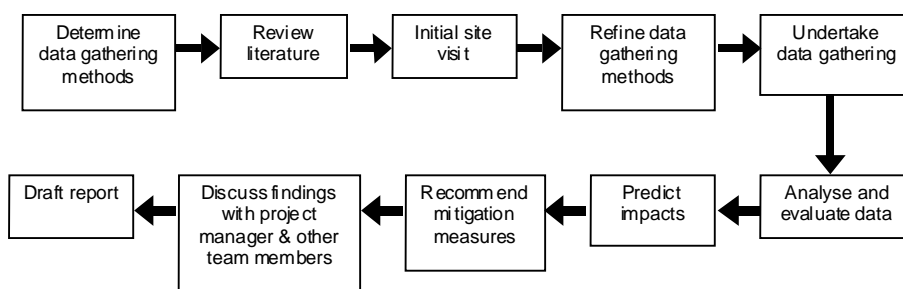 Determine
data gathering
methods
Review
literature
Initial site
visit
Refine data
gathering
methods
Undertake
data gathering
Analyse and
evaluate data
Predict
impacts
Recommend
mitigation
measures
Discuss findings
with project
manager & other
team members
Draft report